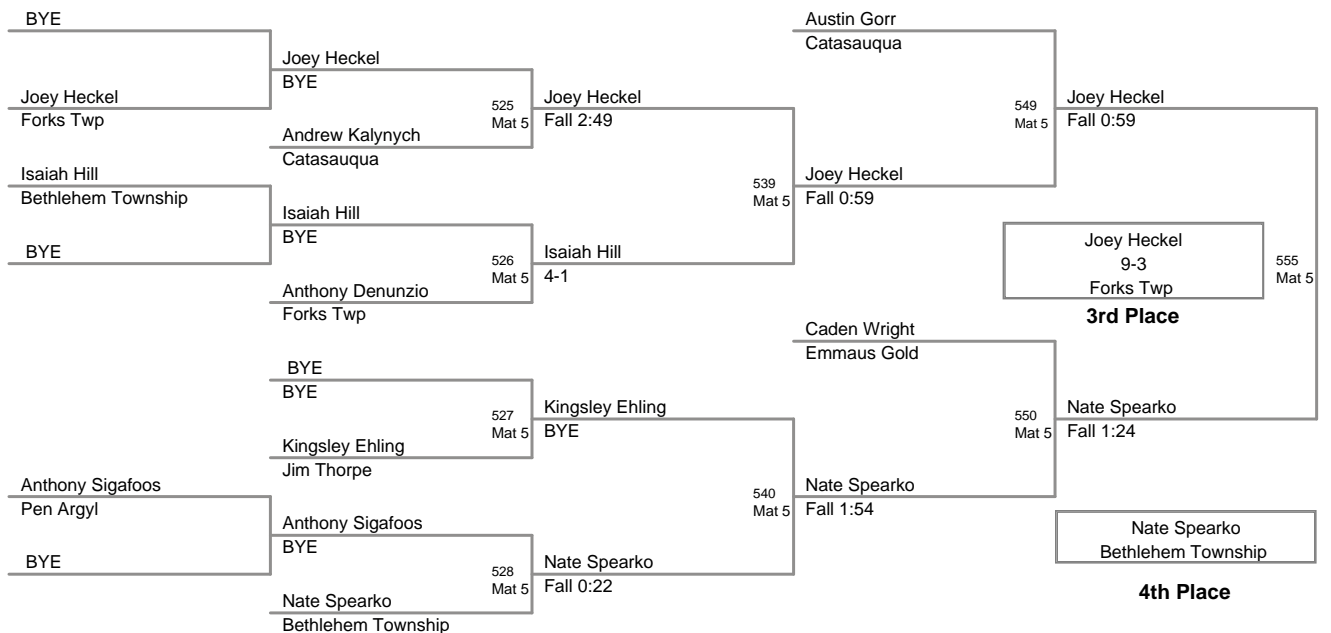 BYE
Joey Heckel
Forks Twp
Isaiah Hill
Bethlehem Township
BYE
Anthony Sigafoos
Pen Argyl
BYE
Joey Heckel
BYE
525
Mat 5
Andrew Kalynych
Catasauqua
Isaiah Hill
BYE
526
Mat 5
Anthony Denunzio
Forks Twp
BYE
BYE
527
Mat 5
Kingsley Ehling
Jim Thorpe
Anthony Sigafoos
BYE
528
Mat 5
Nate Spearko
Bethlehem Township
Joey Heckel
Fall 2:49
539
Mat 5
Isaiah Hill
4-1
Kingsley Ehling
BYE
540
Mat 5
Nate Spearko
Fall 0:22
Austin Gorr
Catasauqua
549
Mat 5
Joey Heckel
Fall 0:59
Caden Wright
Emmaus Gold
550
Mat 5
Nate Spearko
Fall 1:54
Joey Heckel
Fall 0:59
Joey Heckel
9-3
Forks Twp
3rd Place
555
Mat 5
Nate Spearko
Fall 1:24
Nate Spearko
Bethlehem Township
4th Place